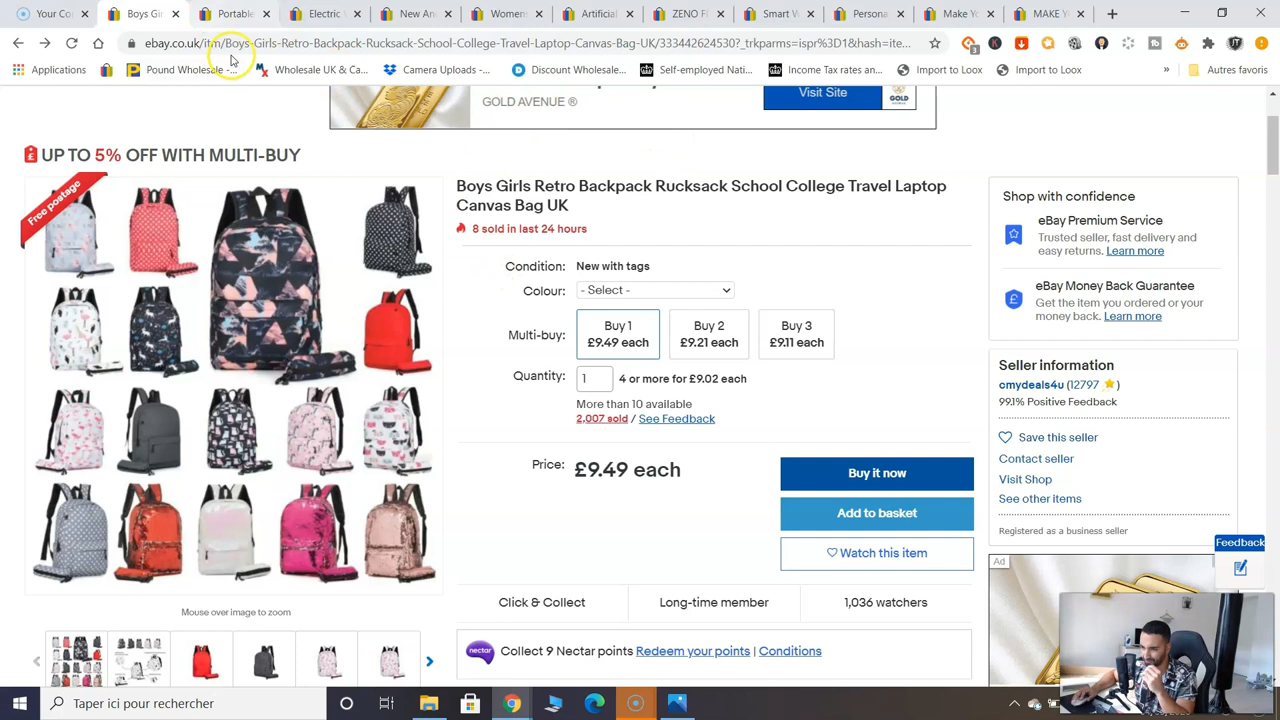 Your Co
Boys Gi
Portable
Electric
New An
Womens
Artificial
ZENO F
Smart W
Persona
Make Yo
MAKE Y
ebay.co.uk/itm/Boys-Girls-Retro-Backpack-Rucksack-School-College-Travel-Laptop-Canvas-Bag-UK/333442624530?_trkparms=ispr%3D1&hash=ite...
Applications
Pound Wholesale -...
Wholesale UK & Ca...
Camera Uploads -...
Discount Wholesale...
Self-employed Nati...
Income Tax rates an...
Import to Loox
Import to Loox
»
Autres favoris
GOLD AVENUE ®
Visit Site
GOLD
UP TO 5% OFF WITH MULTI-BUY
Free postage
Boys Girls Retro Backpack Rucksack School College Travel Laptop
Canvas Bag UK
8 sold in last 24 hours
Condition: New with tags
Colour: - Select -
Multi-buy:
Buy 1
£9.49 each
Buy 2
£9.21 each
Buy 3
£9.11 each
Quantity: 1 4 or more for £9.02 each
More than 10 available
2,007 sold / See Feedback
Price: £9.49 each
Buy it now
Add to basket
Watch this item
Click & Collect
Long-time member
1,036 watchers
nectar Collect 9 Nectar points Redeem your points | Conditions
Mouse over image to zoom
Shop with confidence
eBay Premium Service
Trusted seller, fast delivery and
easy returns. Learn more
eBay Money Back Guarantee
Get the item you ordered or your
money back. Learn more
Seller information
cmydeals4u (12797 )
99.1% Positive Feedback
Save this seller
Contact seller
Visit Shop
See other items
Registered as a business seller
Feedback
Ad
Taper ici pour rechercher